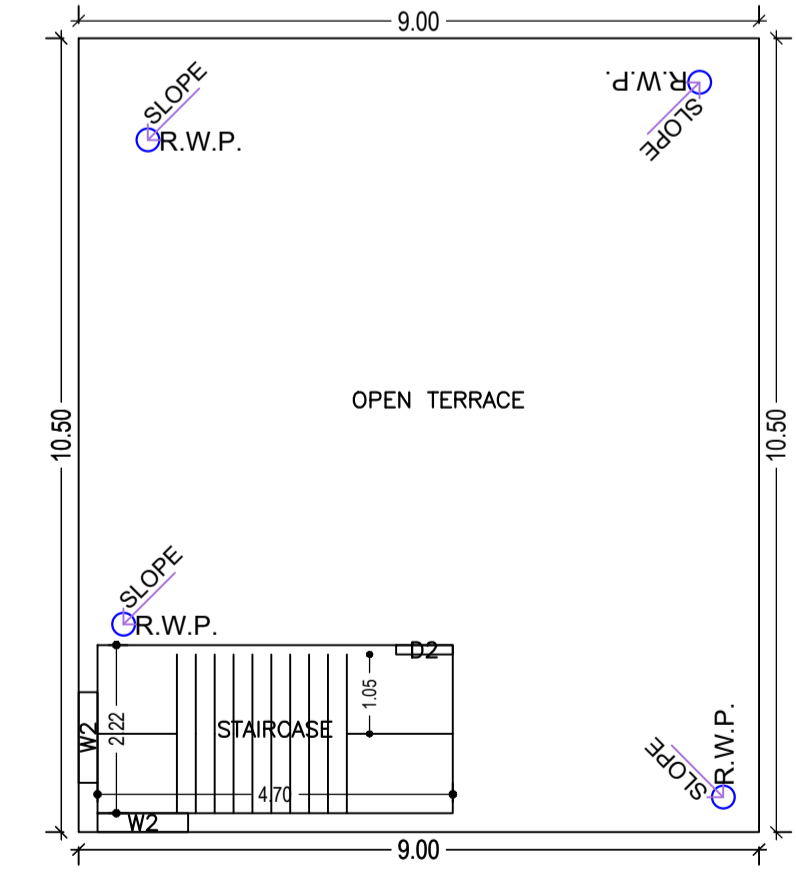 9.00
SLOPE
R.W.P.
R.W.P.
SLOPE
10.50
10.50
OPEN TERRACE
SLOPE
R.W.P.
D2
1.05
W2
2.22
STAIRCASE
R.W.P.
SLOPE
4.70
W2
9.00